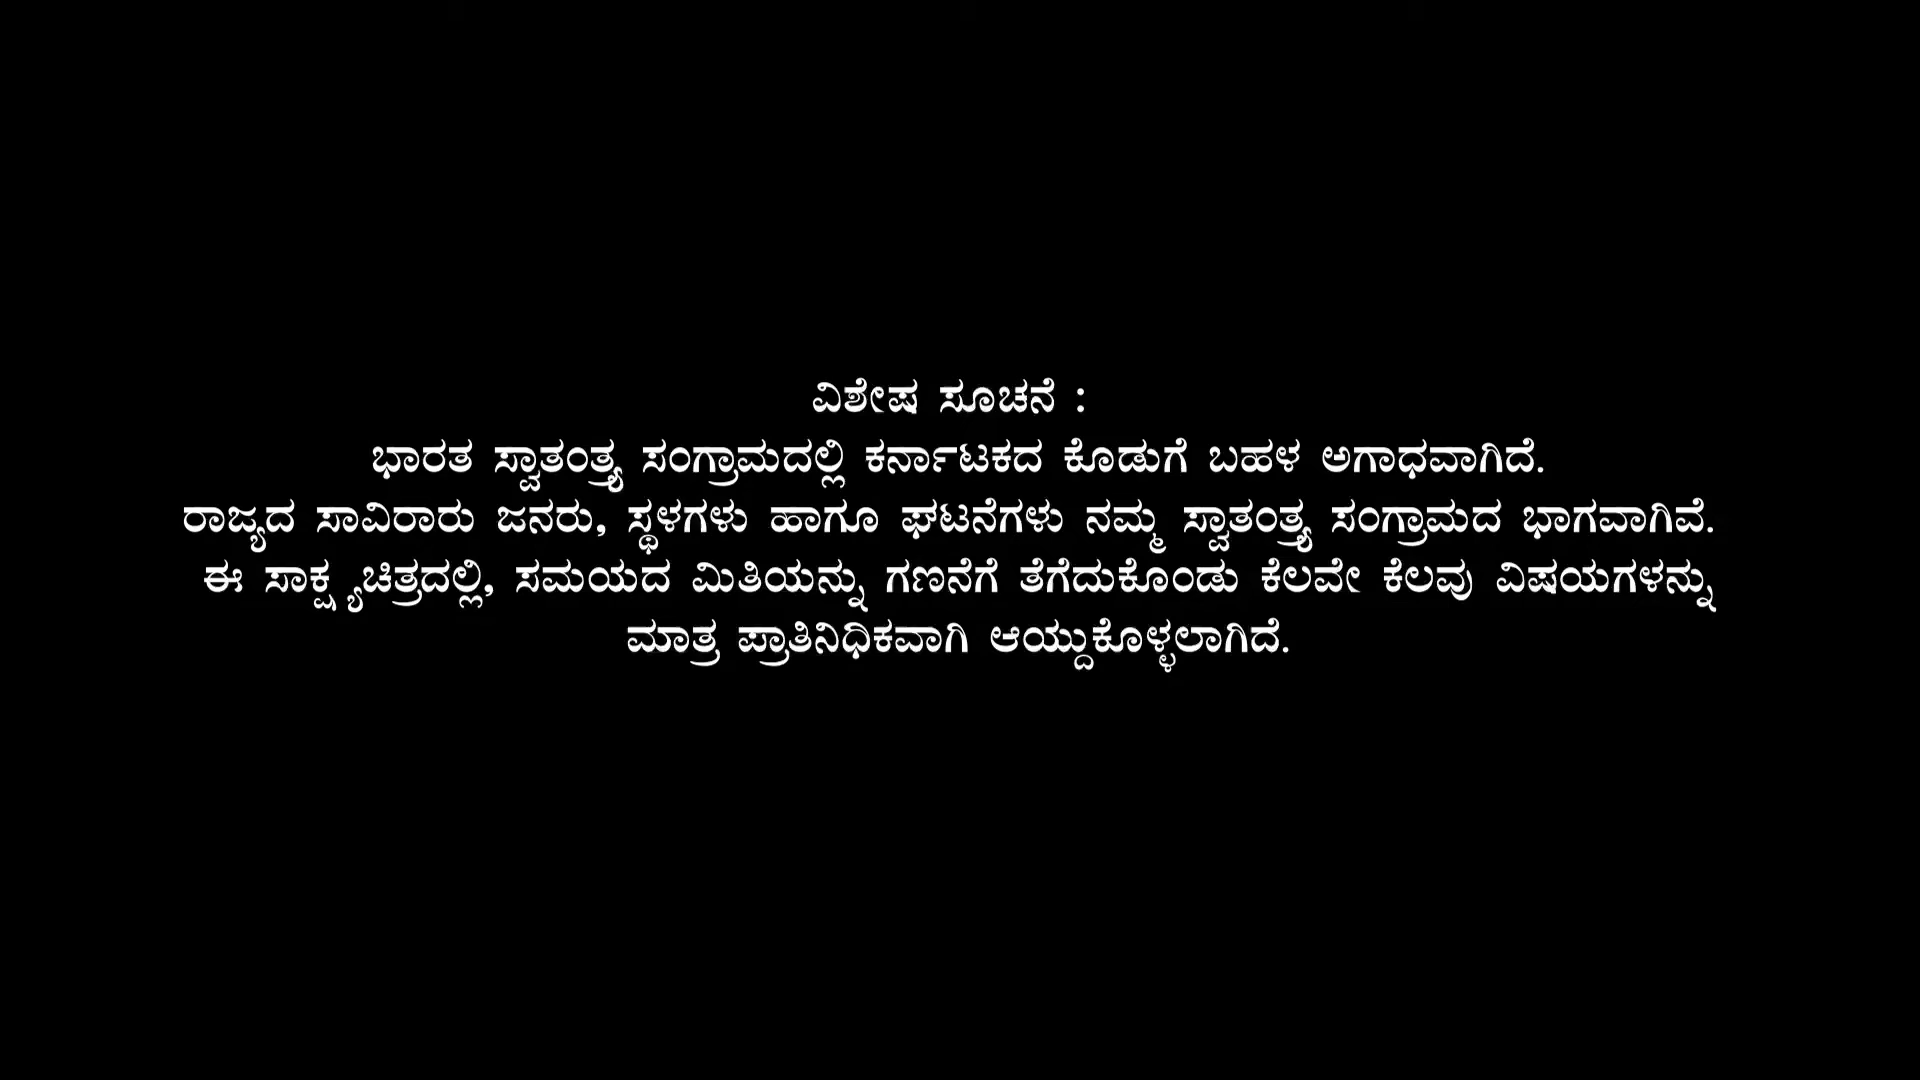 ವಿಶೇಷ ಸೂಚನೆ :
ಭಾರತ ಸ್ವಾತಂತ್ರ್ಯ ಸಂಗ್ರಾಮದಲ್ಲಿ ಕರ್ನಾಟಕದ ಕೊಡುಗೆ ಬಹಳ ಅಗಾಧವಾಗಿದೆ.
ರಾಜ್ಯದ ಸಾವಿರಾರು ಜನರು, ಸ್ಥಳಗಳು ಹಾಗೂ ಘಟನೆಗಳು ನಮ್ಮ ಸ್ವಾತಂತ್ರ್ಯ ಸಂಗ್ರಾಮದ ಭಾಗವಾಗಿವೆ.
ಈ ಸಾಕ್ಷ್ಯಚಿತ್ರದಲ್ಲಿ, ಸಮಯದ ಮಿತಿಯನ್ನು ಗಣನೆಗೆ ತೆಗೆದುಕೊಂಡು ಕೆಲವೇ ಕೆಲವು ವಿಷಯಗಳನ್ನು
ಮಾತ್ರ ಪ್ರಾತಿನಿಧಿಕವಾಗಿ ಆಯ್ದುಕೊಳ್ಳಲಾಗಿದೆ.